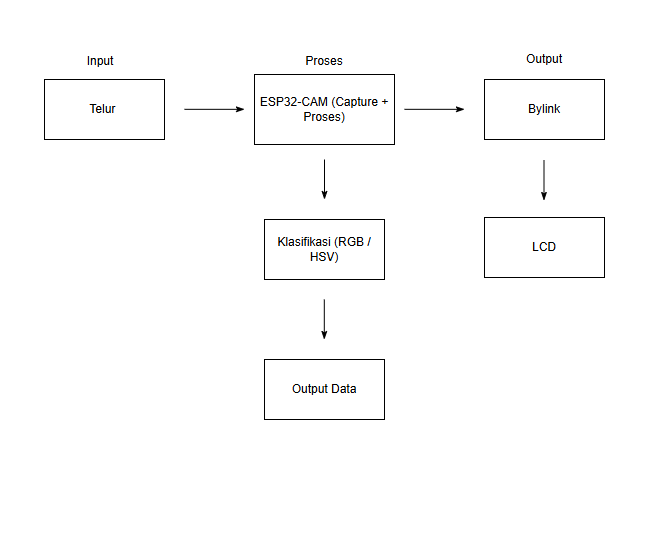 Input
Proses
Output
Telur
ESP32-CAM (Capture +
Proses)
Bylink
Klasifikasi (RGB /
HSV)
LCD
Output Data